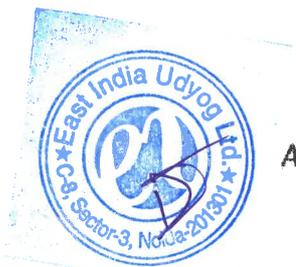 East India Udyog Ltd.
★C-8, Sector-3, Noida-201301★
A